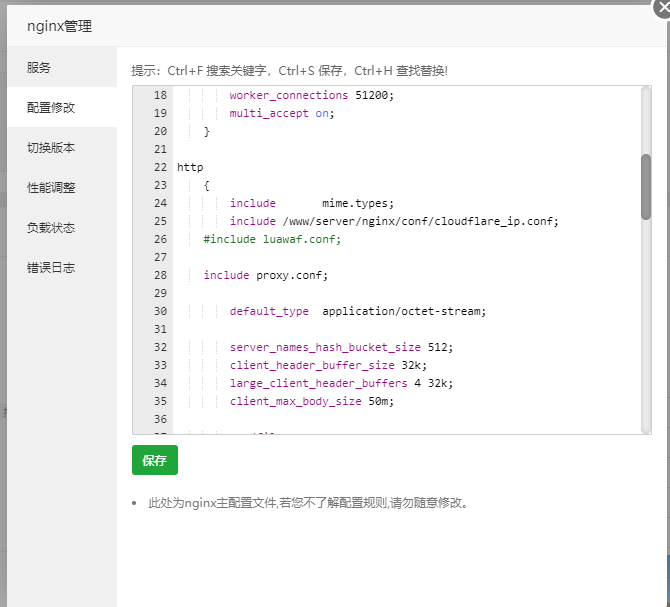 nginx管理
服务
配置修改
切换版本
性能调整
负载状态
错误日志
提示：Ctrl+F 搜索关键字，Ctrl+S 保存，Ctrl+H 查找替换!
18 worker_connections 51200;
19 multi_accept on;
20 }
21
22 http
23 {
24 include       mime.types;
25 include /www/server/nginx/conf/cloudflare_ip.conf;
26 #include luawaf.conf;
27
28 include proxy.conf;
29
30 default_type  application/octet-stream;
31
32 server_names_hash_bucket_size 512;
33 client_header_buffer_size 32k;
34 large_client_header_buffers 4 32k;
35 client_max_body_size 50m;
36
保存
• 此处为nginx主配置文件,若您不了解配置规则,请勿随意修改。